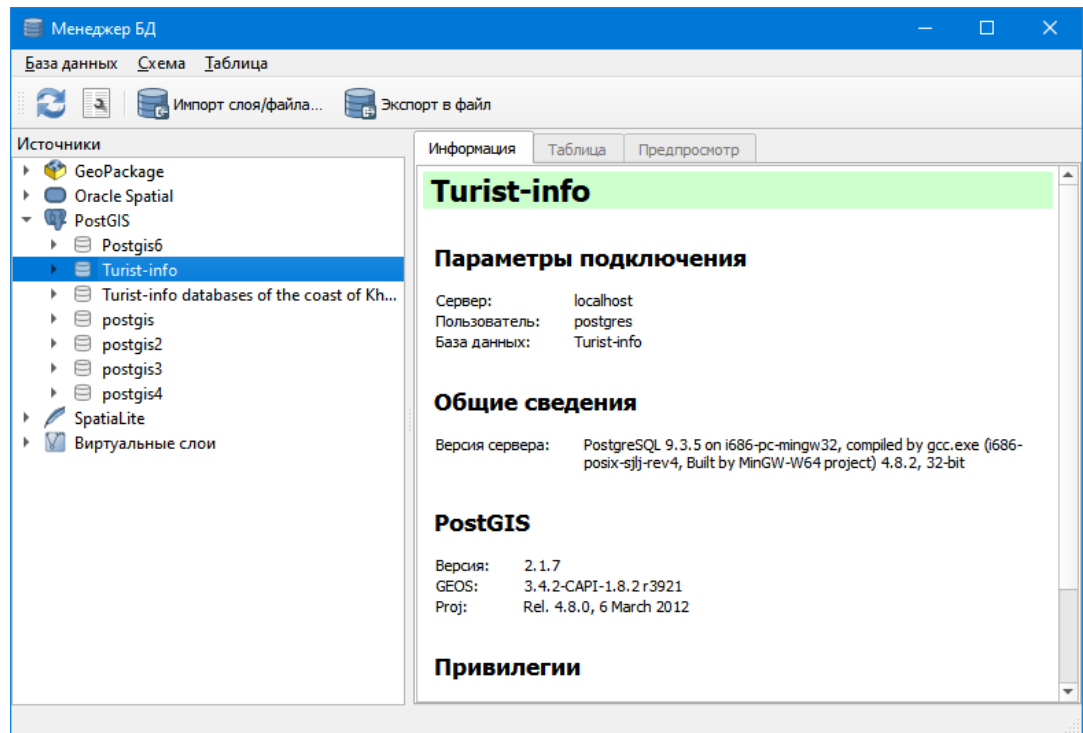 Менеджер БД
База данных Схема Таблица
Импорт слоя/файла... Экспорт в файл
Источники
GeoPackage
Oracle Spatial
PostGIS
Postgis6
Turist-info
Turist-info databases of the coast of Kh...
postgis
postgis2
postgis3
postgis4
SpatiaLite
Виртуальные слои
Информация Таблица Предпросмотр
Turist-info
Параметры подключения
Сервер: localhost
Пользователь: postgres
База данных: Turist-info
Общие сведения
Версия сервера: PostgreSQL 9.3.5 on i686-pc-mingw32, compiled by gcc.exe (i686-
posix-sjlj-rev4, Built by MinGW-W64 project) 4.8.2, 32-bit
PostGIS
Версия: 2.1.7
GEOS: 3.4.2-CAPI-1.8.2 r3921
Proj: Rel. 4.8.0, 6 March 2012
Привилегии